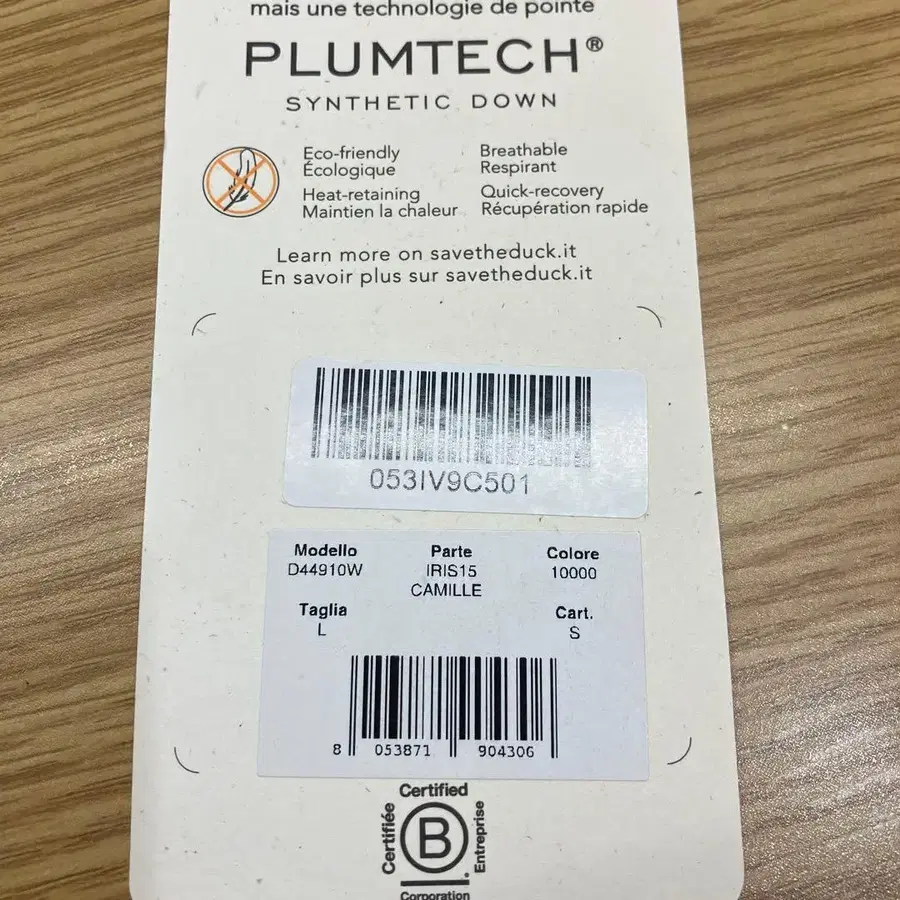 mais une technologie de pointe
PLUMTECH®
SYNTHETIC DOWN
Eco-friendly
Écologique
Breathable
Respirant
Heat-retaining
Maintien la chaleur
Quick-recovery
Récupération rapide
Learn more on savetheduck.it
En savoir plus sur savetheduck.it
053IV9C501
Modello Parte Colore
D44910W IRIS15 10000
CAMILLE
Taglia Cart.
L S
8 053871 904306
Certified
Certifiée
B
Entreprise
Corporation